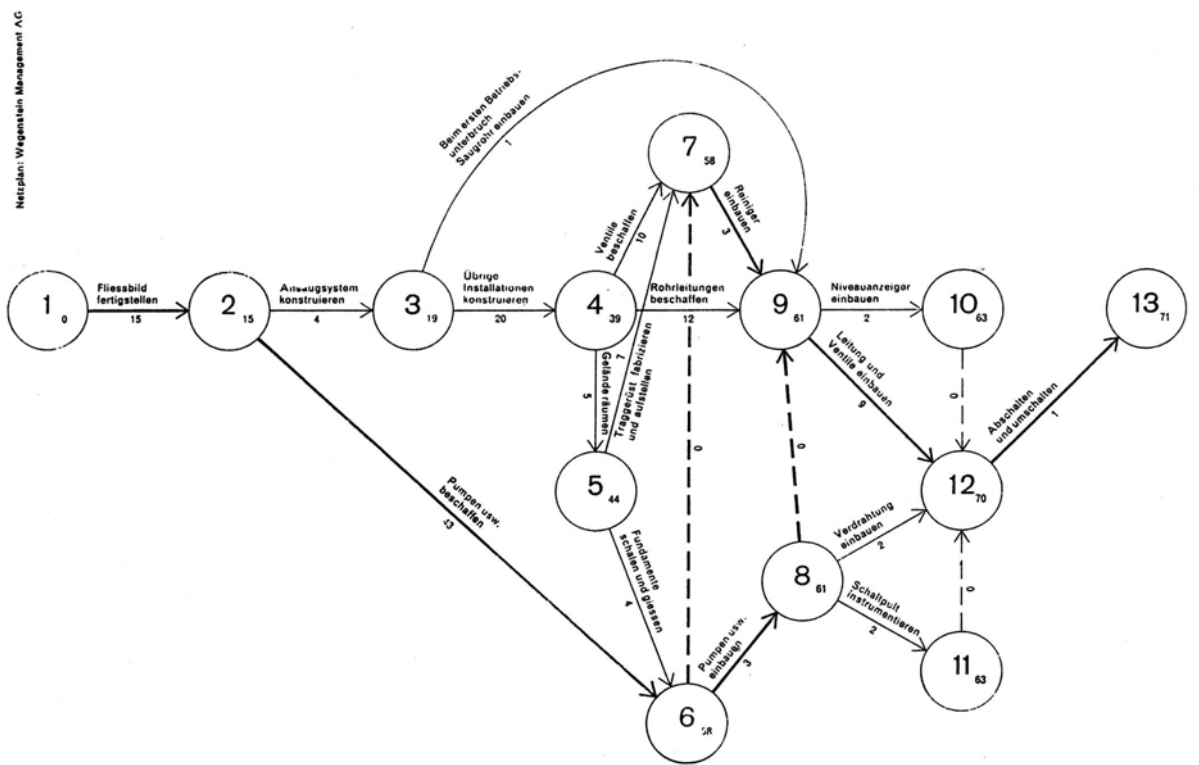 Netzplan: Wegenstein Management AG
Beim ersten Betriebs-
unterbruch
Saugrohr einbauen
1
7 58
Ventile
beschaffen
10
Reiniger
einbauen
3
1 0
Fliessbild
fertigstellen
15
2 15
Ansaugsystem
konstruieren
4
3 19
Übrige
Installationen
konstruieren
20
4 39
Rohrleitungen
beschaffen
12
9 61
Niveauanzeiger
einbauen
2
10 63
13 71
Gelände räumen
5
7
Traggerüst fabrizieren
und aufstellen
Leitung und
Ventile einbauen
9
0
Abschalten
und umschalten
1
0
0
5 44
12 70
Pumpen usw.
beschaffen
43
Fundamente
schalen und giessen
4
Verdrahtung
einbauen
2
8 61
Schaltpult
instrumentieren
2
0
Pumpen usw.
einbauen
3
11 63
6 58